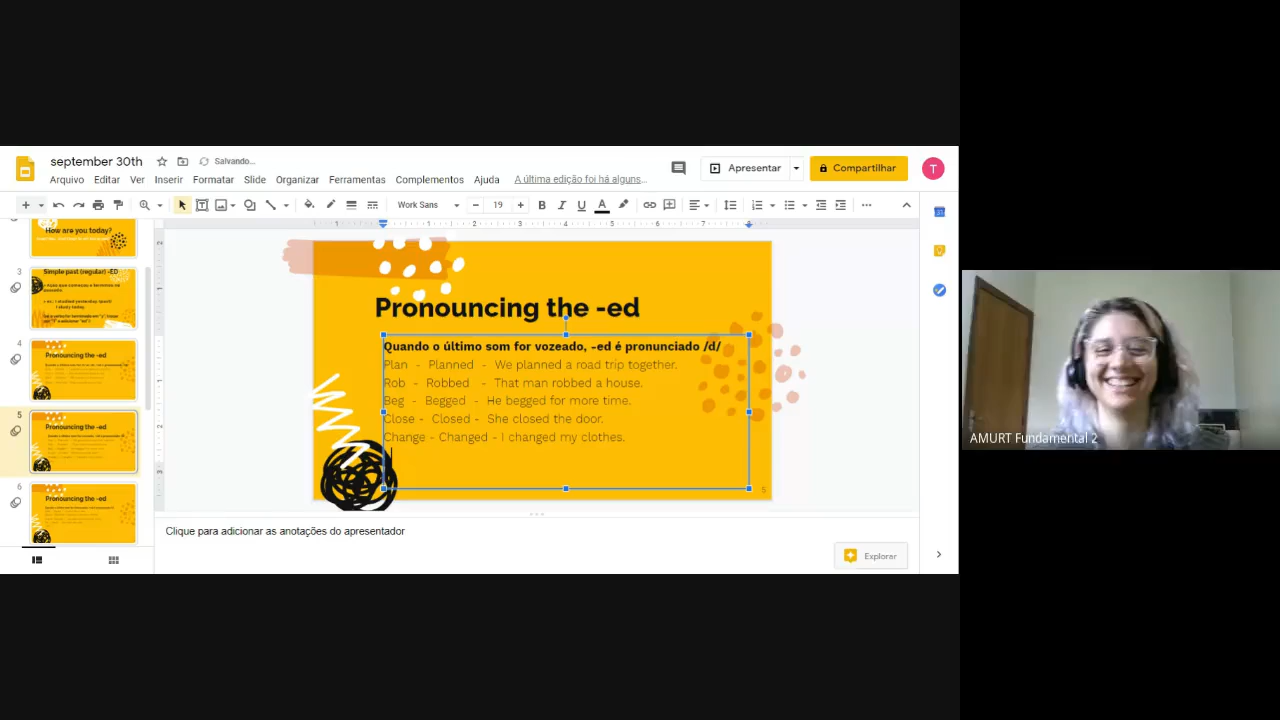 september 30th
Salvando...
Apresentar
Compartilhar
T
Arquivo Editar Ver Inserir Formatar Slide Organizar Ferramentas Complementos Ajuda A última edição foi há alguns...
Work Sans
19
B I U A
How are you today?
3
Simple past (regular) -ED
4
Pronouncing the -ed
5
Pronouncing the -ed
6
Pronouncing the -ed
Pronouncing the -ed
Quando o último som for vozeado, -ed é pronunciado /d/
Plan - Planned - We planned a road trip together.
Rob - Robbed - That man robbed a house.
Beg - Begged - He begged for more time.
Close - Closed - She closed the door.
Change - Changed - I changed my clothes.
5
Clique para adicionar as anotações do apresentador
Explorar
AMURT Fundamental 2